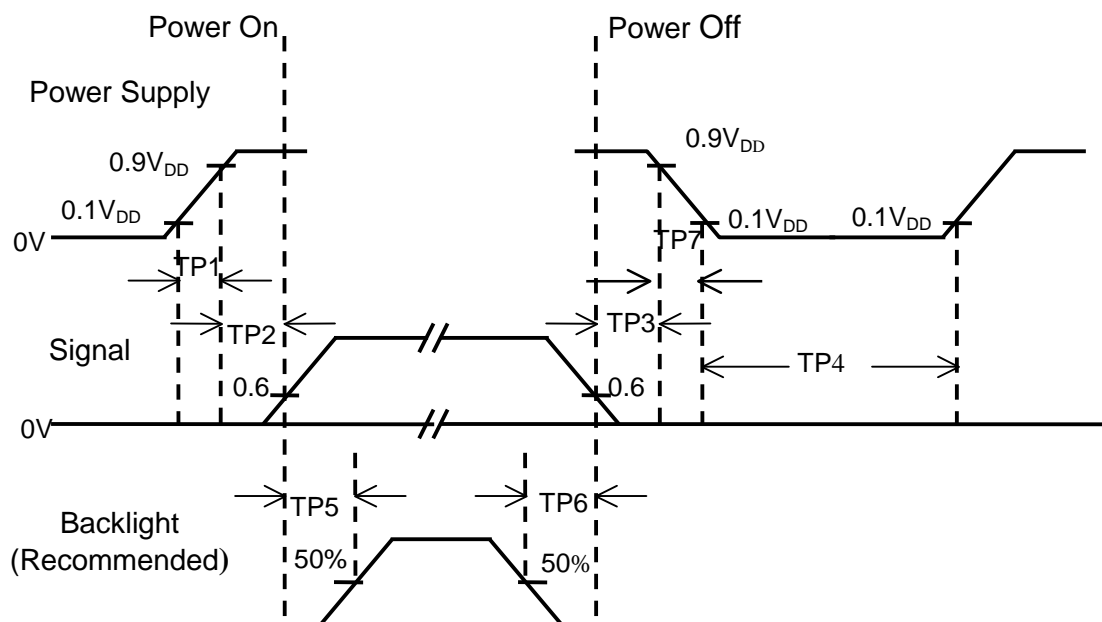 Power On
Power Off
Power Supply
0.9VDD
0.9VDD
0.1VDD
0.1VDD
0.1VDD
0V
TP1
TP7
TP2
TP3
Signal
TP4
0.6
0.6
0V
TP5
TP6
Backlight
(Recommended)
50%
50%